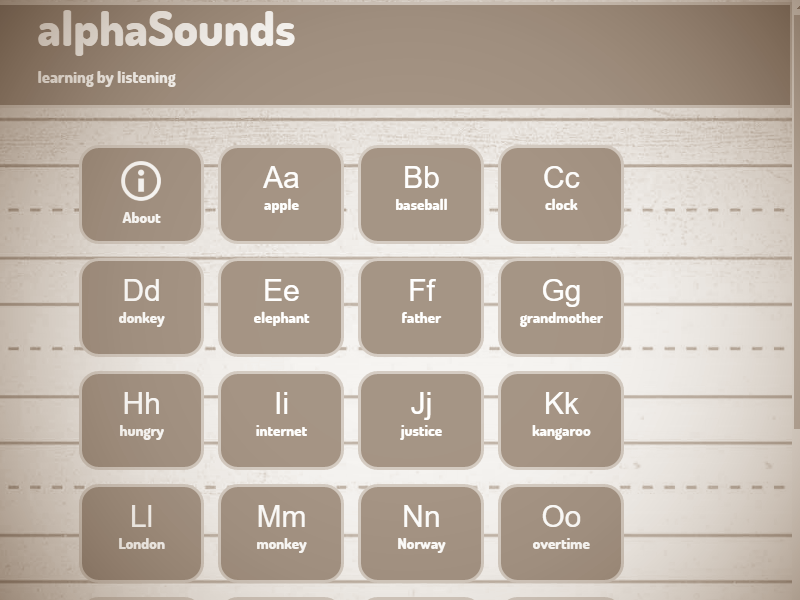 alphaSounds
learning by listening
About
Aa
apple
Bb
baseball
Cc
clock
Dd
donkey
Ee
elephant
Ff
father
Gg
grandmother
Hh
hungry
Ii
internet
Jj
justice
Kk
kangaroo
Ll
London
Mm
monkey
Nn
Norway
Oo
overtime